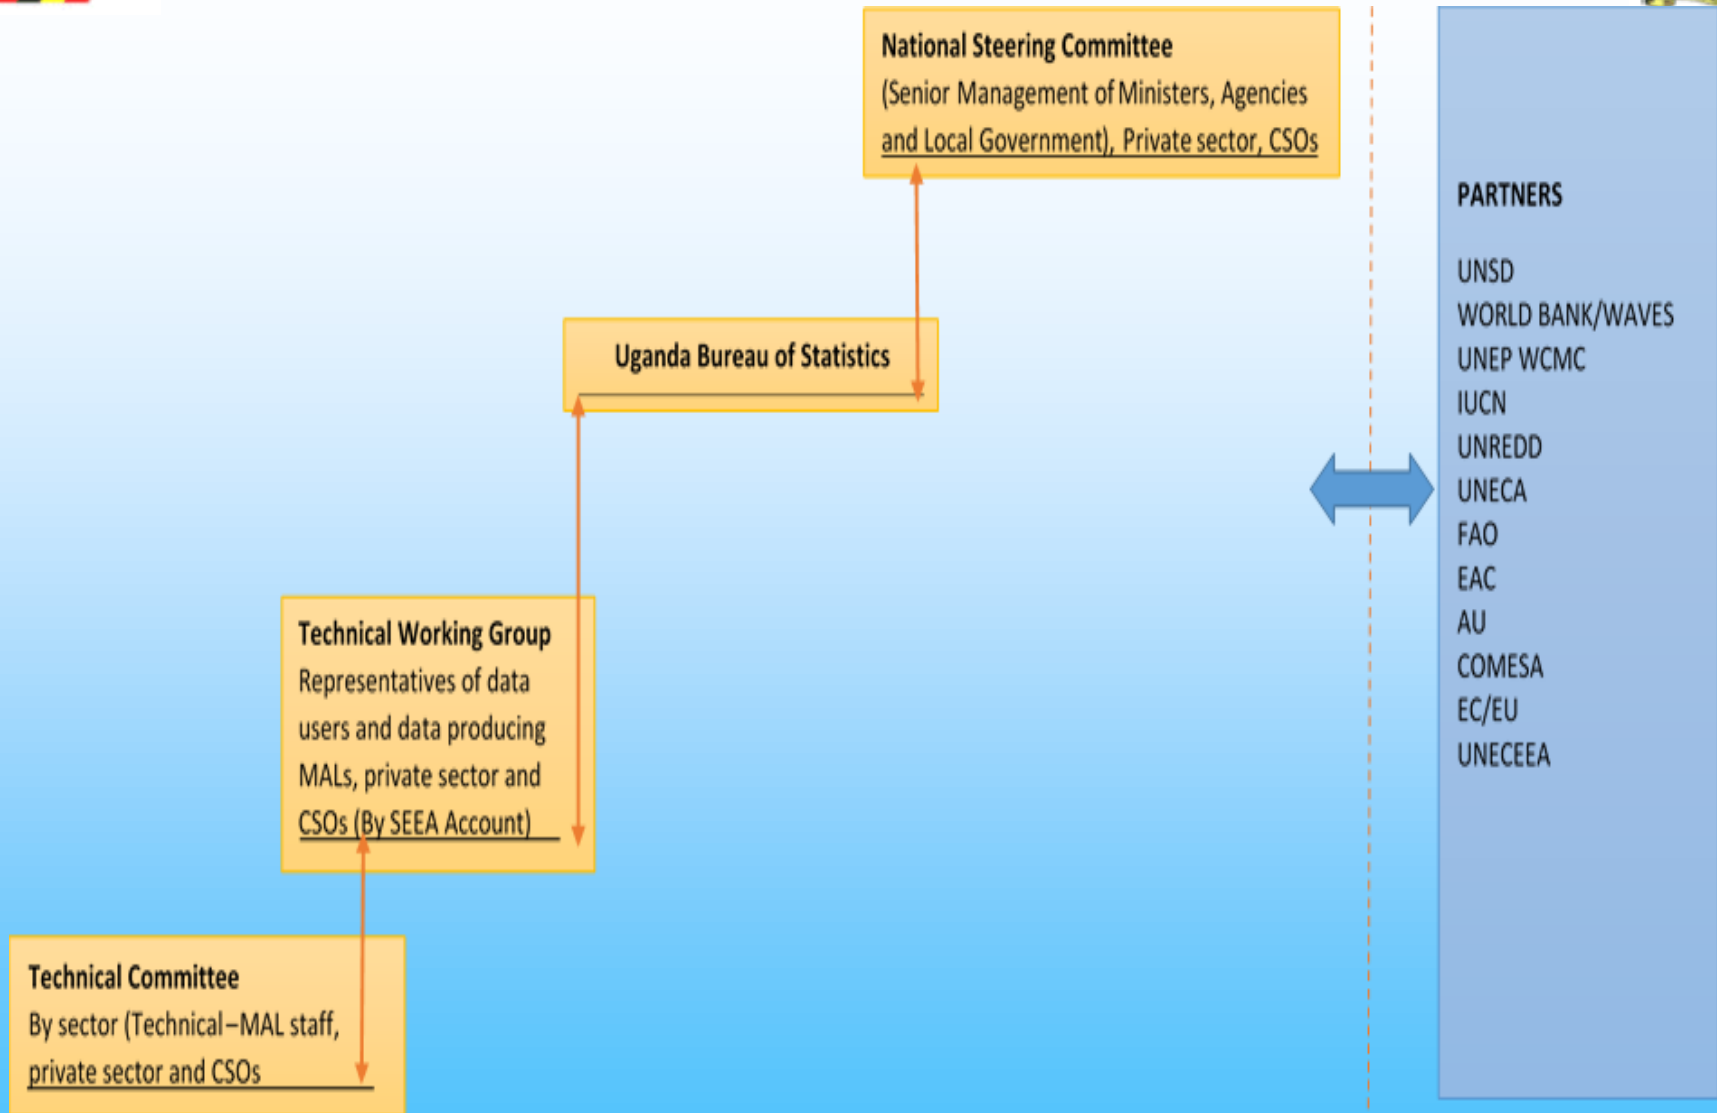 National Steering Committee
(Senior Management of Ministers, Agencies
and Local Government), Private sector, CSOs
Uganda Bureau of Statistics
Technical Working Group
Representatives of data
users and data producing
MALs, private sector and
CSOs (By SEEA Account)
Technical Committee
By sector (Technical–MAL staff,
private sector and CSOs
PARTNERS
UNSD
WORLD BANK/WAVES
UNEP WCMC
IUCN
UNREDD
UNECA
FAO
EAC
AU
COMESA
EC/EU
UNECEEA